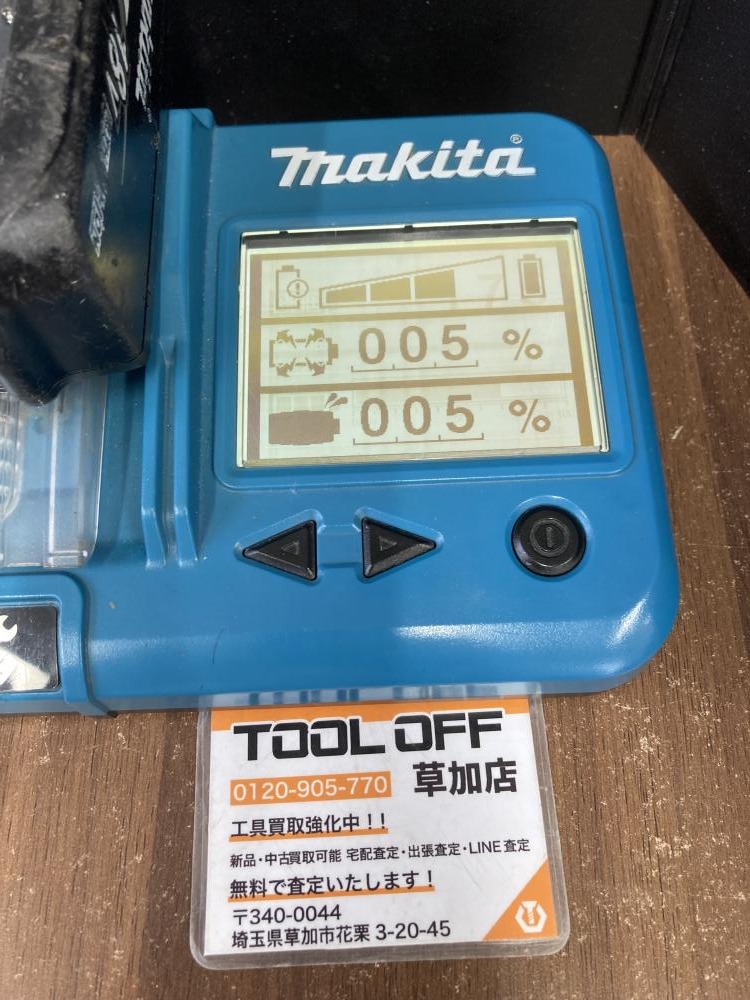 makita®
18V
005 %
005 %
TOOL OFF
0120-905-770 草加店
工具買取強化中!!
新品・中古買取可能 宅配査定・出張査定・LINE査定
無料で査定いたします!
〒340-0044
埼玉県草加市花栗 3-20-45